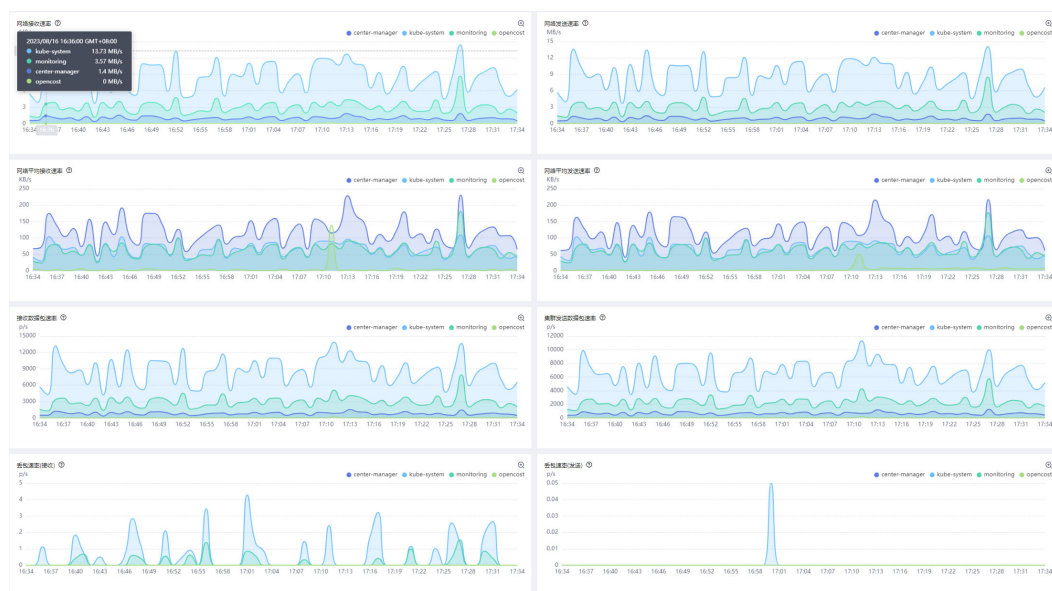 网络接收速率
MB/s
center-manager kube-system monitoring opencost
2023/08/16 16:36:00 GMT+08:00
kube-system 13.73 MB/s
monitoring 3.57 MB/s
center-manager 1.4 MB/s
opencost 0 MB/s
3
0
16:34 16:36 16:40 16:43 16:46 16:49 16:52 16:55 16:58 17:01 17:04 17:07 17:10 17:13 17:16 17:19 17:22 17:25 17:28 17:31 17:34
网络发送速率
MB/s
center-manager kube-system monitoring opencost
15
12
9
6
3
0
16:34 16:37 16:40 16:43 16:46 16:49 16:52 16:55 16:58 17:01 17:04 17:07 17:10 17:13 17:16 17:19 17:22 17:25 17:28 17:31 17:34
网络平均接收速率
KB/s
center-manager kube-system monitoring opencost
250
200
150
100
50
0
16:34 16:37 16:40 16:43 16:46 16:49 16:52 16:55 16:58 17:01 17:04 17:07 17:10 17:13 17:16 17:19 17:22 17:25 17:28 17:31 17:34
网络平均发送速率
KB/s
center-manager kube-system monitoring opencost
250
200
150
100
50
0
16:34 16:37 16:40 16:43 16:46 16:49 16:52 16:55 16:58 17:01 17:04 17:07 17:10 17:13 17:16 17:19 17:22 17:25 17:28 17:31 17:34
接收数据包速率
p/s
center-manager kube-system monitoring opencost
15000
12000
9000
6000
3000
0
16:34 16:37 16:40 16:43 16:46 16:49 16:52 16:55 16:58 17:01 17:04 17:07 17:10 17:13 17:16 17:19 17:22 17:25 17:28 17:31 17:34
集群发送数据包速率
p/s
center-manager kube-system monitoring opencost
12000
10000
8000
6000
4000
2000
0
16:34 16:37 16:40 16:43 16:46 16:49 16:52 16:55 16:58 17:01 17:04 17:07 17:10 17:13 17:16 17:19 17:22 17:25 17:28 17:31 17:34
丢包速率(接收)
p/s
center-manager kube-system monitoring opencost
5
4
3
2
1
0
16:34 16:37 16:40 16:43 16:46 16:49 16:52 16:55 16:58 17:01 17:04 17:07 17:10 17:13 17:16 17:19 17:22 17:25 17:28 17:31 17:34
丢包速率(发送)
p/s
center-manager kube-system monitoring opencost
0.05
0.04
0.03
0.02
0.01
0
16:34 16:37 16:40 16:43 16:46 16:49 16:52 16:55 16:58 17:01 17:04 17:07 17:10 17:13 17:16 17:19 17:22 17:25 17:28 17:31 17:34